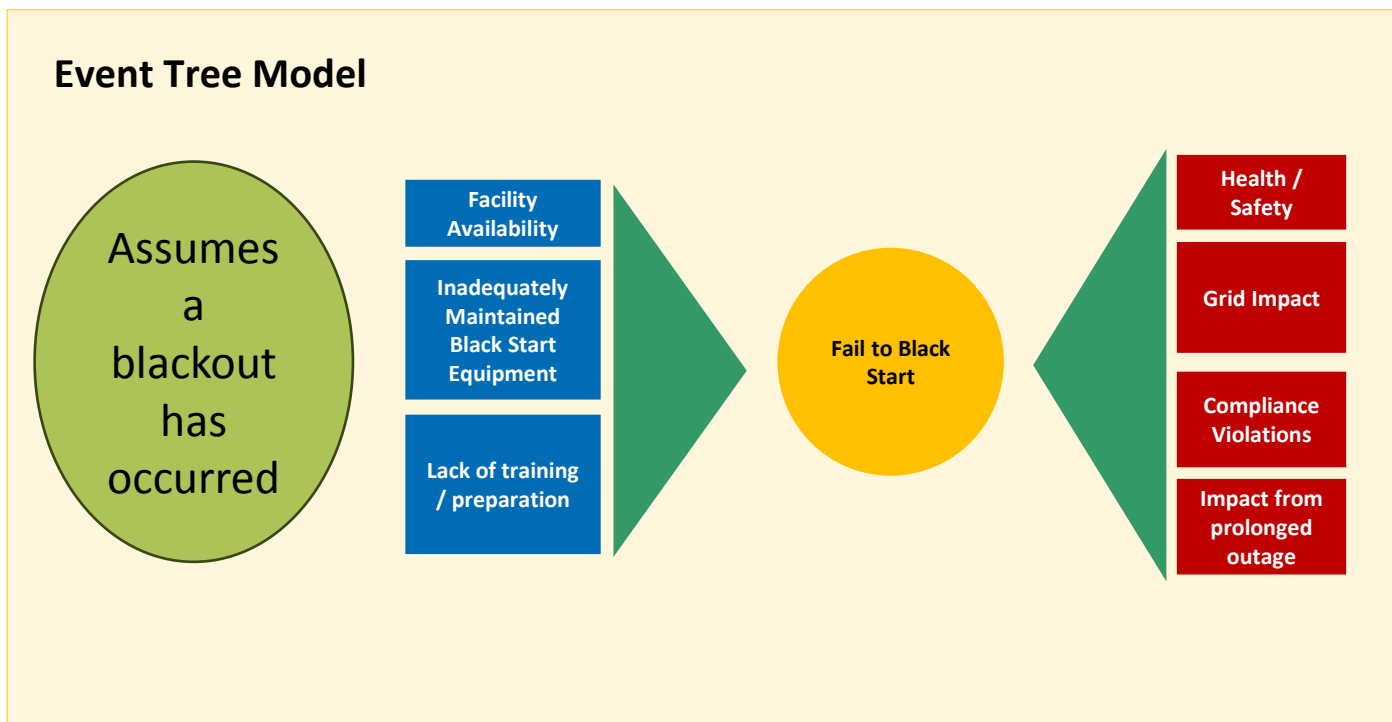 Event Tree Model
Assumes
a
blackout
has
occurred
Facility
Availability
Inadequately
Maintained
Black Start
Equipment
Lack of training
/ preparation
Fail to Black
Start
Health /
Safety
Grid Impact
Compliance
Violations
Impact from
prolonged
outage